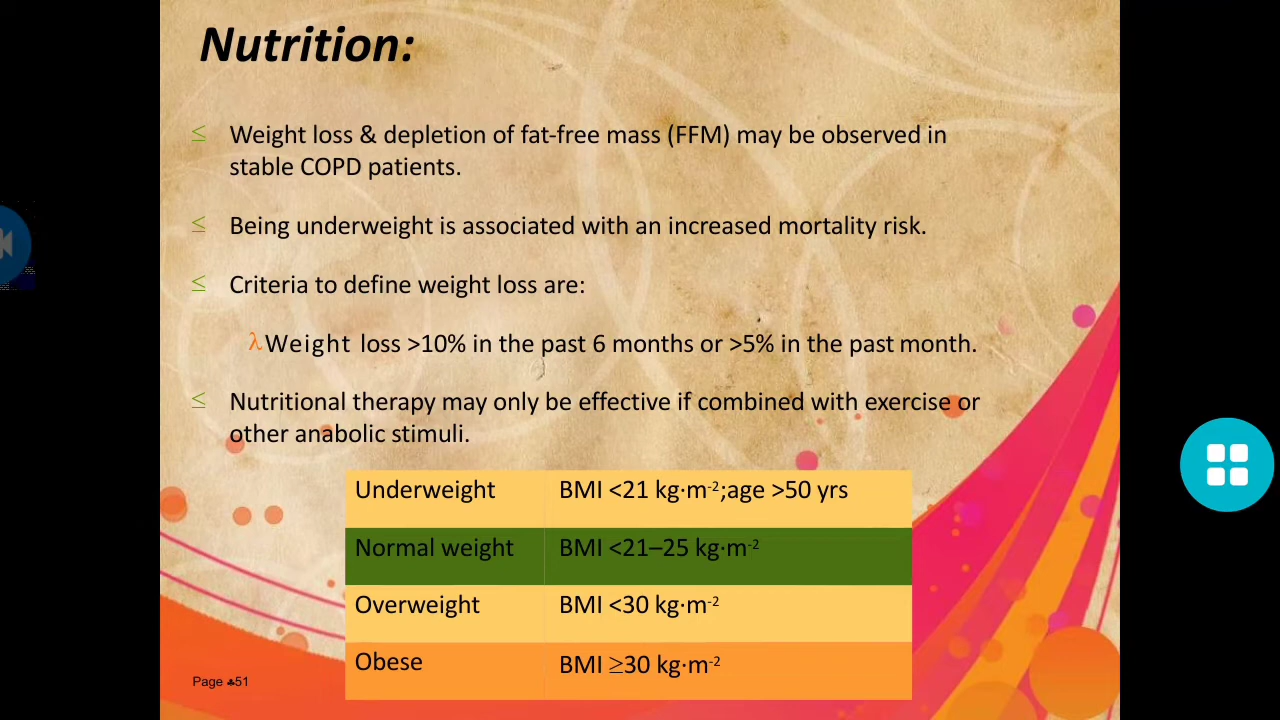 Nutrition:
≤ Weight loss & depletion of fat-free mass (FFM) may be observed in
stable COPD patients.
≤ Being underweight is associated with an increased mortality risk.
≤ Criteria to define weight loss are:
λ Weight loss >10% in the past 6 months or >5% in the past month.
≤ Nutritional therapy may only be effective if combined with exercise or
other anabolic stimuli.
Underweight BMI <21 kg·m-2;age >50 yrs
Normal weight BMI <21–25 kg·m-2
Overweight BMI <30 kg·m-2
Obese BMI ≥30 kg·m-2
Page ♣51